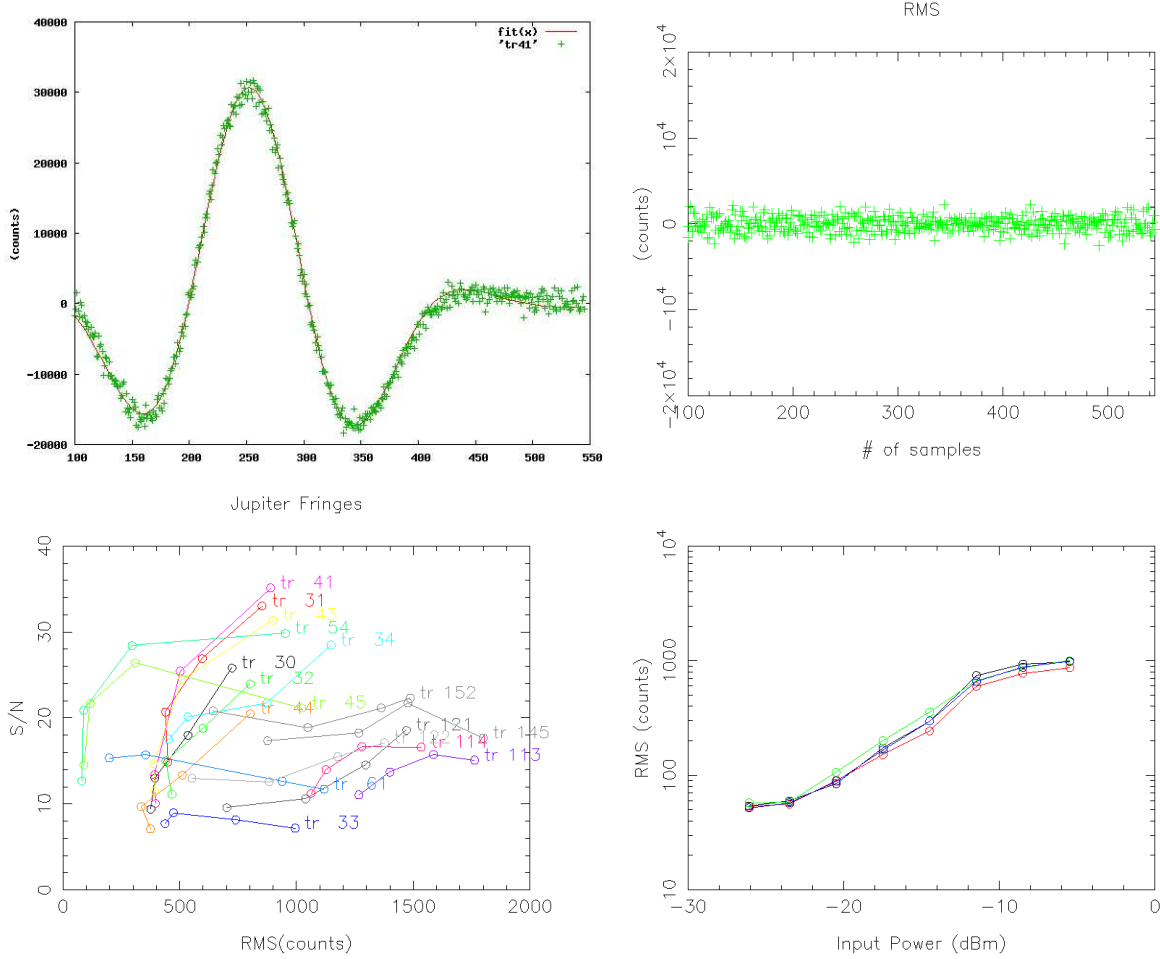 RMS
40000
30000
20000
10000
0
-10000
-20000
(counts)
fit(x)
'tr41'
100 150 200 250 300 350 400 450 500 550
Jupiter Fringes
2×10⁴
10⁴
0
−10⁴
−2×10⁴
(counts)
100 200 300 400 500
# of samples
40
30
20
10
0
S/N
tr 41
tr 31
tr 43
tr 54
tr 34
tr 30
tr 32
tr 45
tr 44
tr 152
tr 121
tr 145
tr 114
tr 113
tr 33
0 500 1000 1500 2000
RMS(counts)
10⁴
1000
100
10
RMS (counts)
−30 −20 −10 0
Input Power (dBm)